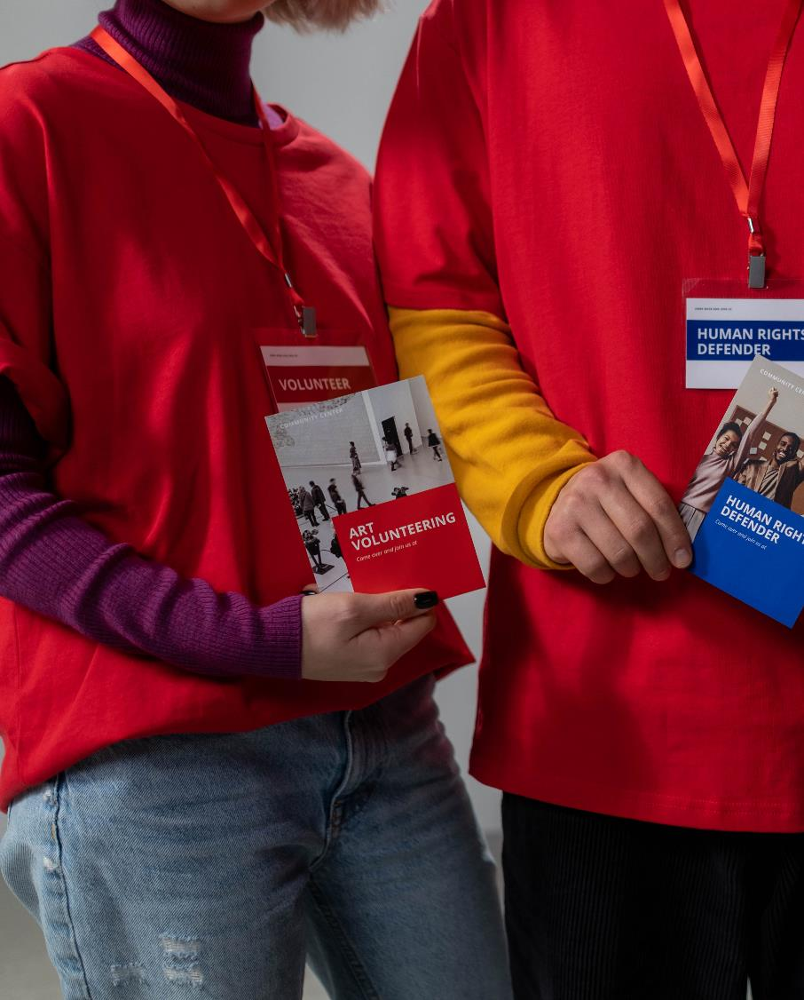 VOLUNTEER
COMMUNITY CENTER
ART
VOLUNTEERING
Come over and join us at
HUMAN RIGHTS
DEFENDER
COMMUNITY CE
HUMAN RIGHT
DEFENDER
Come over and join us at